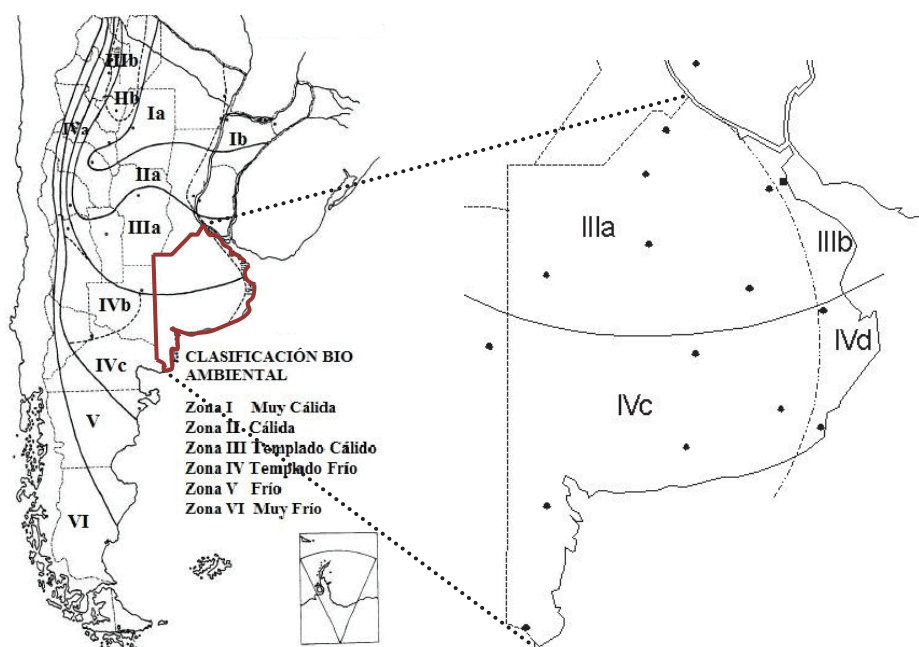 IIIb
IIb
IVa
Ia
Ib
IIa
IIIa
IVb
IVc
V
VI
CLASIFICACIÓN BIO
AMBIENTAL
Zona I Muy Cálida
Zona II Cálida
Zona III Templado Cálido
Zona IV Templado Frío
Zona V Frío
Zona VI Muy Frío
IIIa
IIIb
IVd
IVc